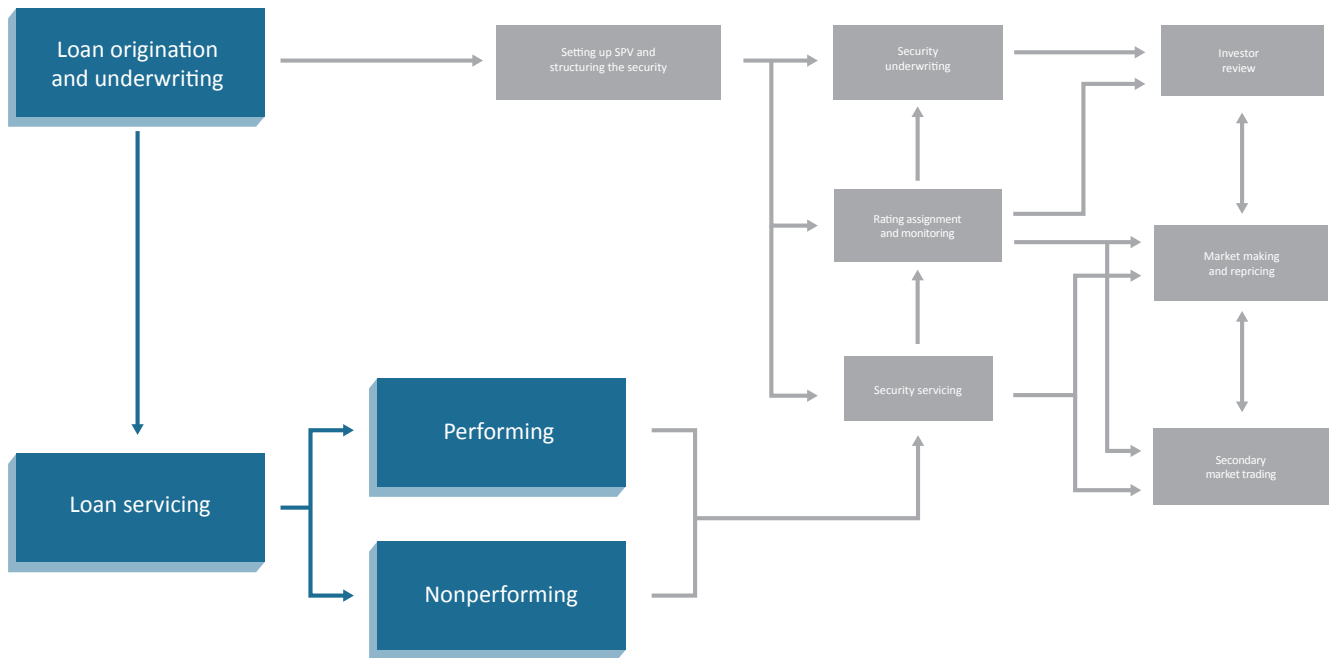 Loan origination
and underwriting
Setting up SPV and
structuring the security
Security
underwriting
Investor
review
Rating assignment
and monitoring
Market making
and repricing
Security servicing
Performing
Loan servicing
Secondary
market trading
Nonperforming